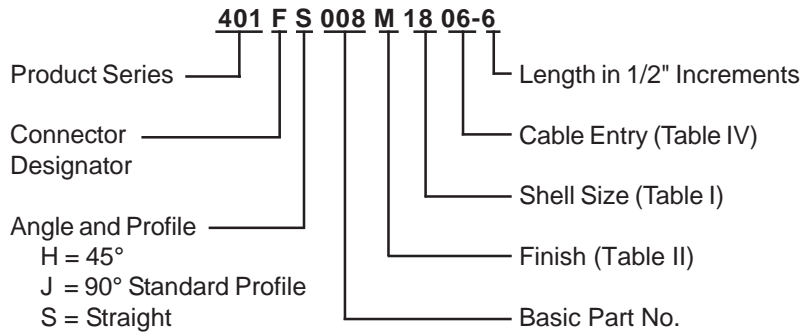 401 F S 008 M 18 06-6
Product Series
Connector
Designator
Angle and Profile
H = 45°
J = 90° Standard Profile
S = Straight
Length in 1/2" Increments
Cable Entry (Table IV)
Shell Size (Table I)
Finish (Table II)
Basic Part No.